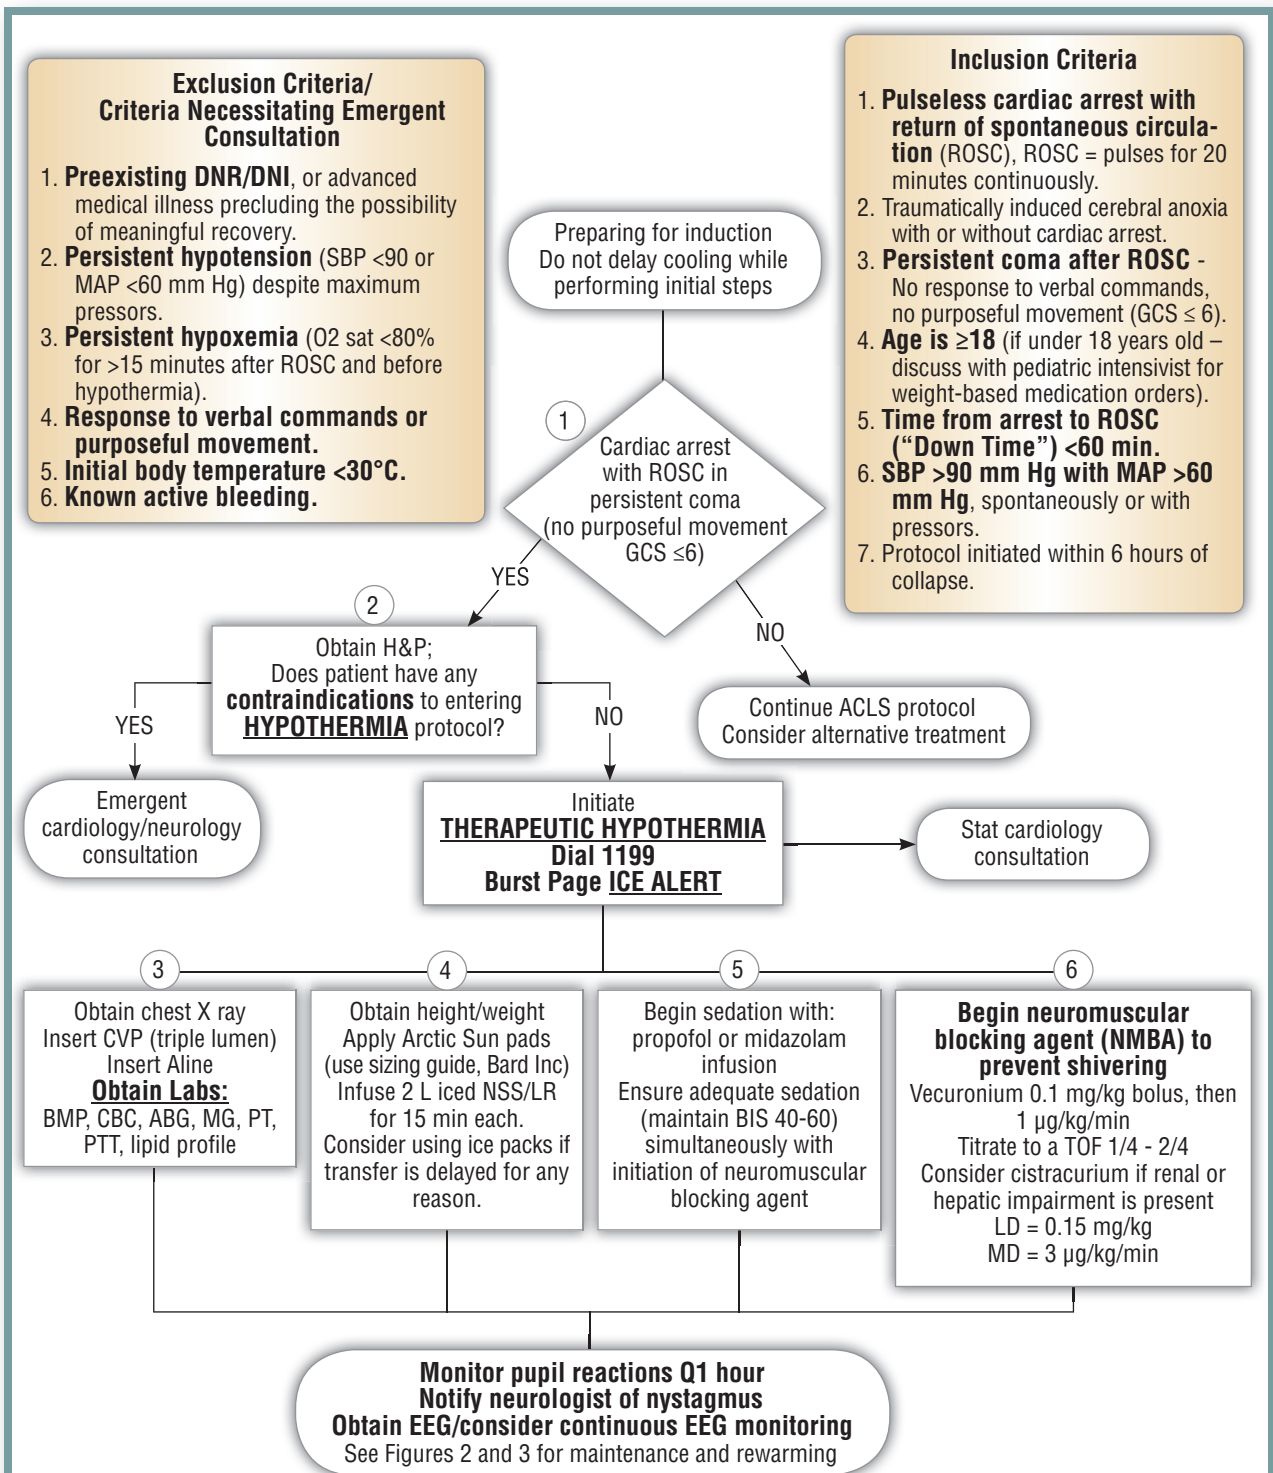 Exclusion Criteria/
Criteria Necessitating Emergent
Consultation
1. Preexisting DNR/DNI, or advanced
medical illness precluding the possibility
of meaningful recovery.
2. Persistent hypotension (SBP <90 or
MAP <60 mm Hg) despite maximum
pressors.
3. Persistent hypoxemia (O2 sat <80%
for >15 minutes after ROSC and before
hypothermia).
4. Response to verbal commands or
purposeful movement.
5. Initial body temperature <30°C.
6. Known active bleeding.
Inclusion Criteria
1. Pulseless cardiac arrest with
return of spontaneous circula-
tion (ROSC), ROSC = pulses for 20
minutes continuously.
2. Traumatically induced cerebral anoxia
with or without cardiac arrest.
3. Persistent coma after ROSC -
No response to verbal commands,
no purposeful movement (GCS ≤ 6).
4. Age is ≥18 (if under 18 years old –
discuss with pediatric intensivist for
weight-based medication orders).
5. Time from arrest to ROSC
(“Down Time”) <60 min.
6. SBP >90 mm Hg with MAP >60
mm Hg, spontaneously or with
pressors.
7. Protocol initiated within 6 hours of
collapse.
Preparing for induction
Do not delay cooling while
performing initial steps
1
Cardiac arrest
with ROSC in
persistent coma
(no purposeful movement
GCS ≤6)
YES
NO
2
Obtain H&P;
Does patient have any
contraindications to entering
HYPOTHERMIA protocol?
YES
NO
Continue ACLS protocol
Consider alternative treatment
Emergent
cardiology/neurology
consultation
Initiate
THERAPEUTIC HYPOTHERMIA
Dial 1199
Burst Page ICE ALERT
Stat cardiology
consultation
3
Obtain chest X ray
Insert CVP (triple lumen)
Insert Aline
Obtain Labs:
BMP, CBC, ABG, MG, PT,
PTT, lipid profile
4
Obtain height/weight
Apply Arctic Sun pads
(use sizing guide, Bard Inc)
Infuse 2 L iced NSS/LR
for 15 min each.
Consider using ice packs if
transfer is delayed for any
reason.
5
Begin sedation with:
propofol or midazolam
infusion
Ensure adequate sedation
(maintain BIS 40-60)
simultaneously with
initiation of neuromuscular
blocking agent
6
Begin neuromuscular
blocking agent (NMBA) to
prevent shivering
Vecuronium 0.1 mg/kg bolus, then
1 µg/kg/min
Titrate to a TOF 1/4 - 2/4
Consider cistracurium if renal or
hepatic impairment is present
LD = 0.15 mg/kg
MD = 3 µg/kg/min
Monitor pupil reactions Q1 hour
Notify neurologist of nystagmus
Obtain EEG/consider continuous EEG monitoring
See Figures 2 and 3 for maintenance and rewarming